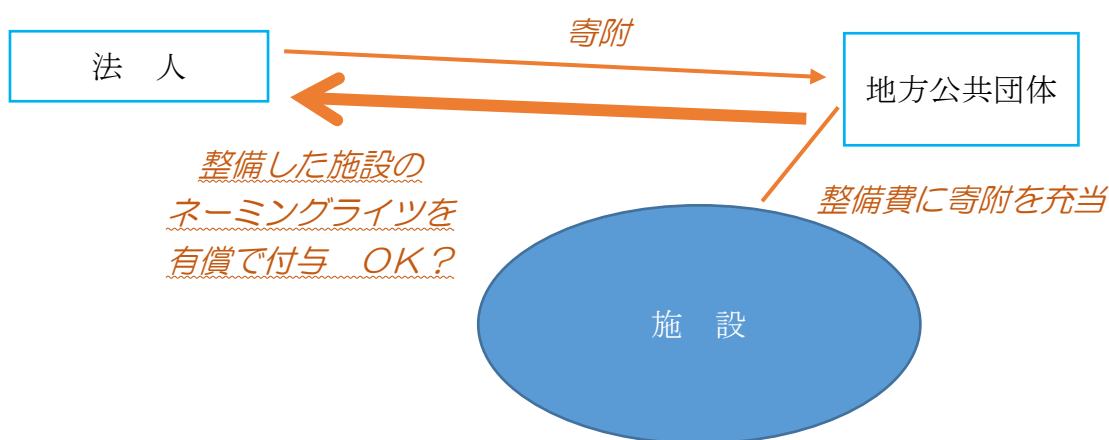 寄附
法　人
地方公共団体
整備した施設の
ネーミングライツを
有償で付与　ＯＫ？
整備費に寄附を充当
施　設